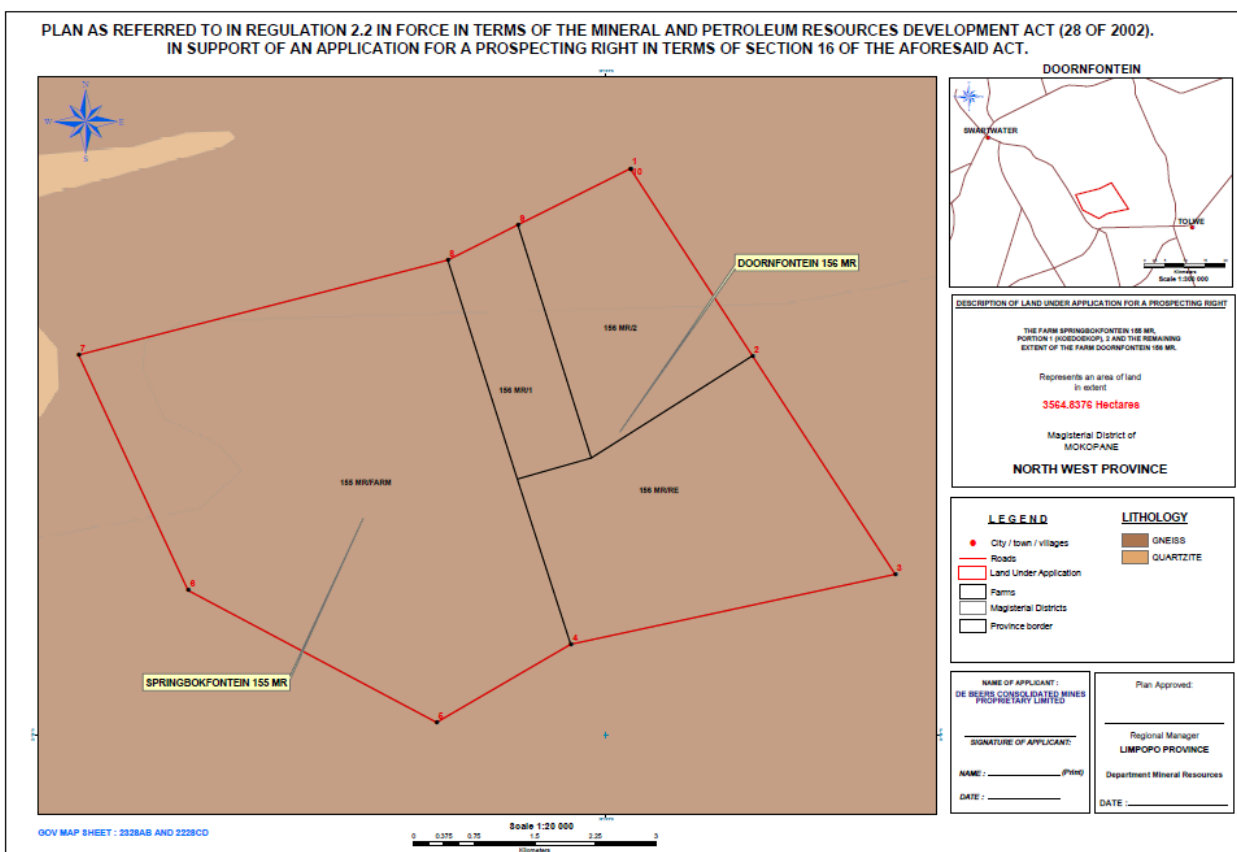 PLAN AS REFERRED TO IN REGULATION 2.2 IN FORCE IN TERMS OF THE MINERAL AND PETROLEUM RESOURCES DEVELOPMENT ACT (28 OF 2002).
IN SUPPORT OF AN APPLICATION FOR A PROSPECTING RIGHT IN TERMS OF SECTION 16 OF THE AFORESAID ACT.
N
W E
S
1
10
9
8
DOORNFONTEIN 156 MR
156 MR/2
7
2
156 MR/1
155 MR/FARM
156 MR/RE
3
6
4
SPRINGBOKFONTEIN 155 MR
5
GOV MAP SHEET : 2328AB AND 2228CD
Scale 1:20 000
0 0.375 0.75 1.5 2.25 3
Kilometers
DOORNFONTEIN
SWARTWATER
TOLWE
Kilometers
Scale 1:300 000
DESCRIPTION OF LAND UNDER APPLICATION FOR A PROSPECTING RIGHT
THE FARM SPRINGBOKFONTEIN 155 MR,
PORTION 1 (KOEDOEKOP), 2 AND THE REMAINING
EXTENT OF THE FARM DOORNFONTEIN 156 MR.
Represents an area of land
in extent
3564.8376 Hectares
Magisterial District of
MOKOPANE
NORTH WEST PROVINCE
LEGEND
City / town / villages
Roads
Land Under Application
Farms
Magisterial Districts
Province border
LITHOLOGY
GNEISS
QUARTZITE
NAME OF APPLICANT :
DE BEERS CONSOLIDATED MINES
PROPRIETARY LIMITED
SIGNATURE OF APPLICANT:
NAME : (Print)
DATE :
Plan Approved:
Regional Manager
LIMPOPO PROVINCE
Department Mineral Resources
DATE :